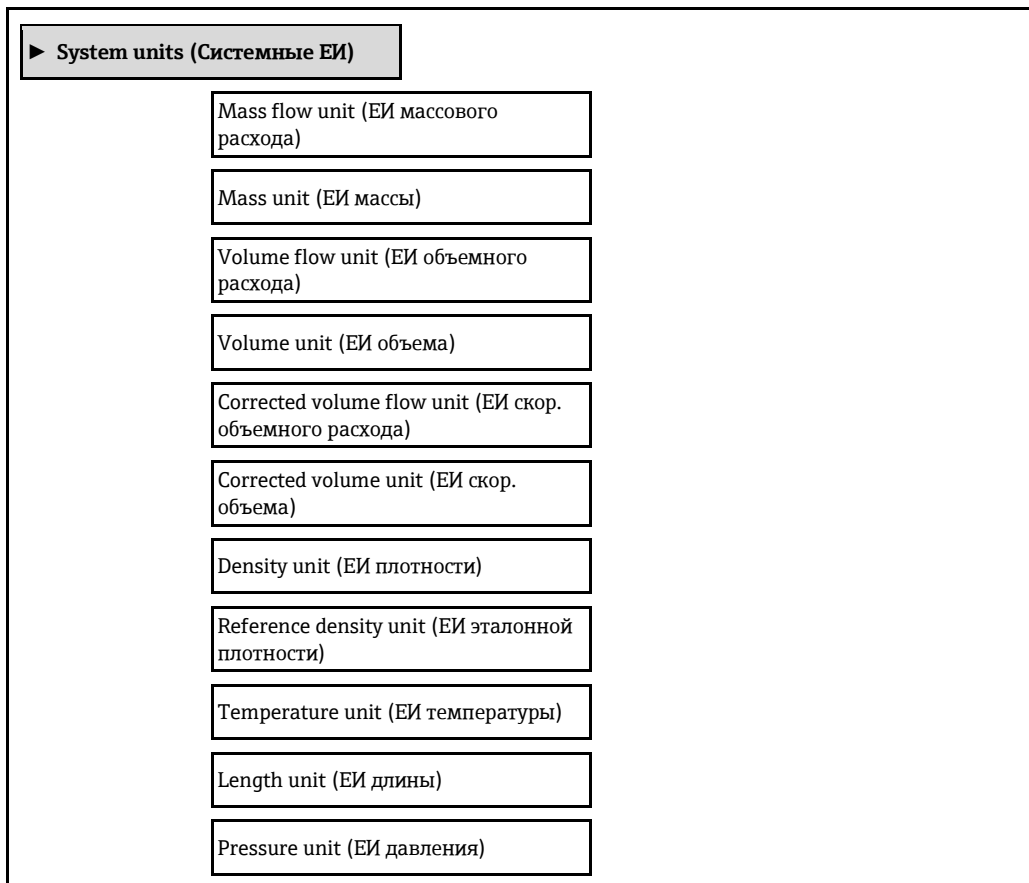 ► System units (Системные ЕИ)
Mass flow unit (ЕИ массового
расхода)
Mass unit (ЕИ массы)
Volume flow unit (ЕИ объемного
расхода)
Volume unit (ЕИ объема)
Corrected volume flow unit (ЕИ скор.
объемного расхода)
Corrected volume unit (ЕИ скор.
объема)
Density unit (ЕИ плотности)
Reference density unit (ЕИ эталонной
плотности)
Temperature unit (ЕИ температуры)
Length unit (ЕИ длины)
Pressure unit (ЕИ давления)